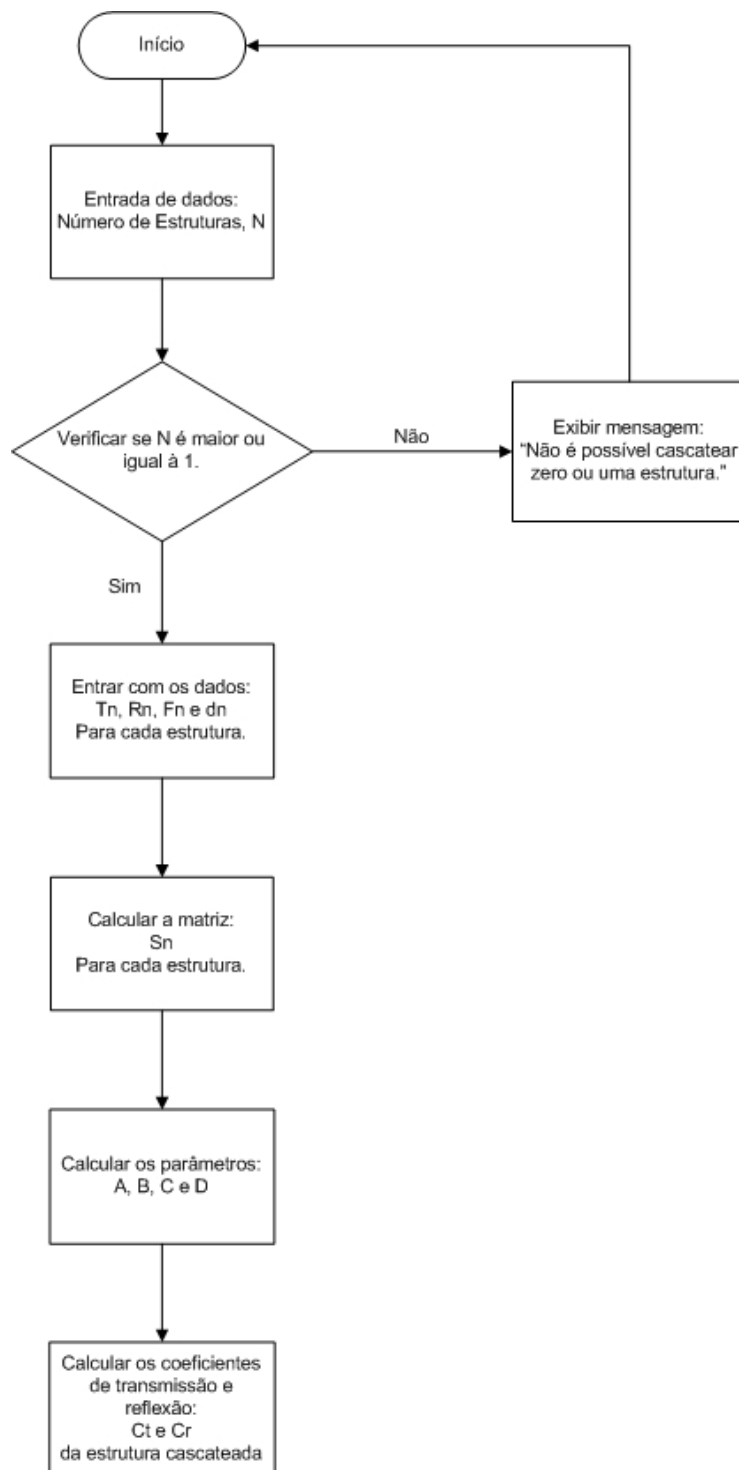 Início
Entrada de dados:
Número de Estruturas, N
Verificar se N é maior ou
igual à 1.
Não
Exibir mensagem:
“Não é possível cascatear
zero ou uma estrutura.”
Sim
Entrar com os dados:
Tn, Rn, Fn e dn
Para cada estrutura.
Calcular a matriz:
Sn
Para cada estrutura.
Calcular os parâmetros:
A, B, C e D
Calcular os coeficientes
de transmissão e
reflexão:
Ct e Cr
da estrutura cascateada